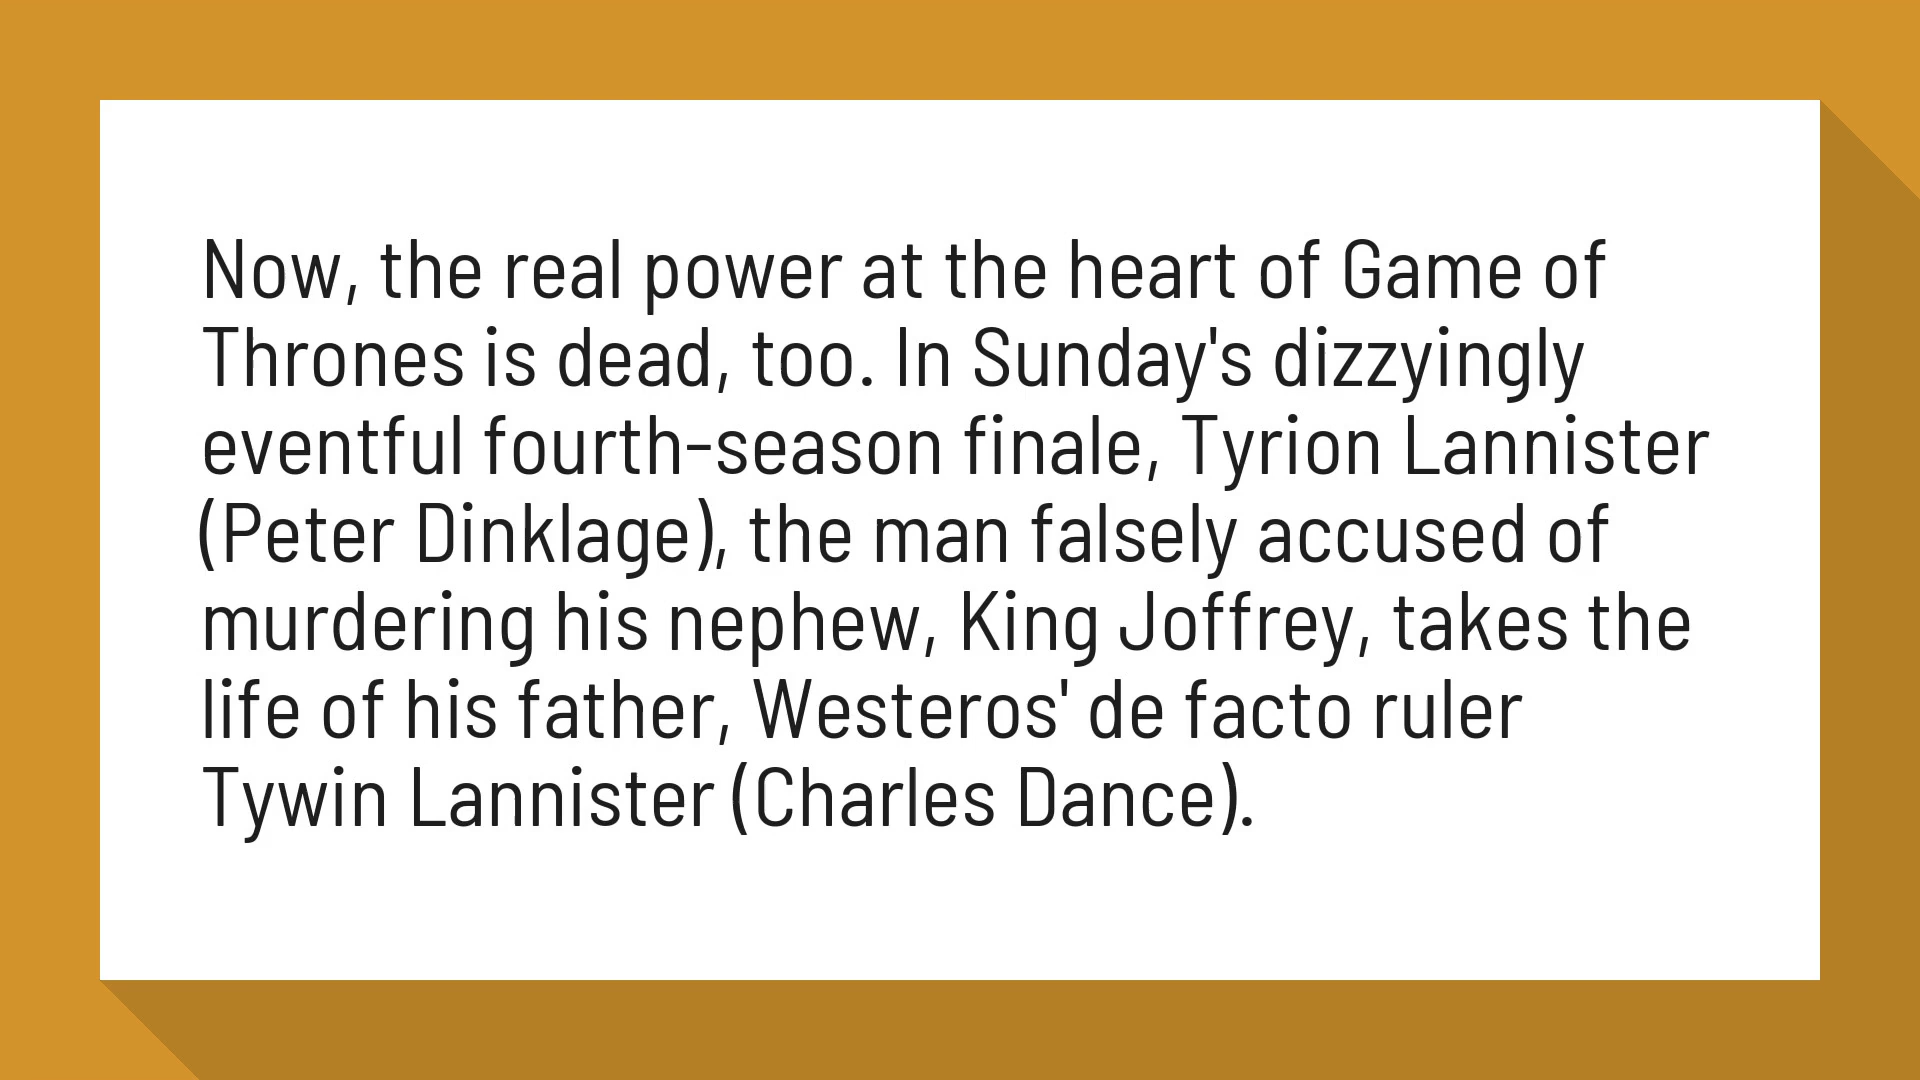 Now, the real power at the heart of Game of
Thrones is dead, too. In Sunday's dizzyingly
eventful fourth-season finale, Tyrion Lannister
(Peter Dinklage), the man falsely accused of
murdering his nephew, King Joffrey, takes the
life of his father, Westeros' de facto ruler
Tywin Lannister (Charles Dance).